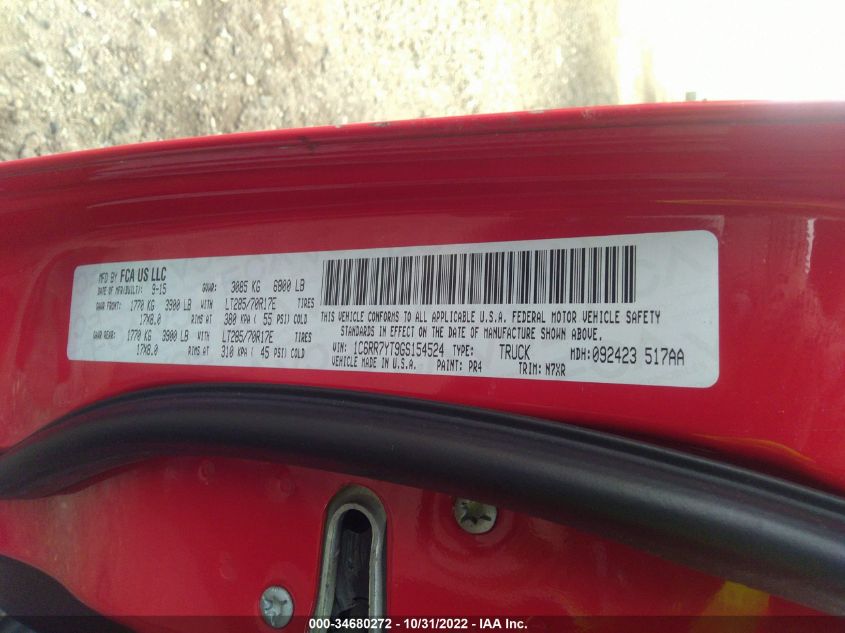 MFD BY FCA US LLC
DATE OF MFR(BUILT): 9-15 GVWR: 3085 KG 6800 LB
GAWR FRONT: 1770 KG 3900 LB WITH LT285/70R17E TIRES
17X8.0 RIMS AT 380 KPA ( 55 PSI) COLD
GAWR REAR: 1770 KG 3900 LB WITH LT285/70R17E TIRES
17X8.0 RIMS AT 310 KPA ( 45 PSI) COLD
THIS VEHICLE CONFORMS TO ALL APPLICABLE U.S.A. FEDERAL MOTOR VEHICLE SAFETY
STANDARDS IN EFFECT ON THE DATE OF MANUFACTURE SHOWN ABOVE.
VIN: 1C6RR7YT9GS154524 TYPE: TRUCK MDH:092423 517AA
VEHICLE MADE IN U.S.A. PAINT: PR4 TRIM: N7XR
000-34680272 - 10/31/2022 - IAA Inc.